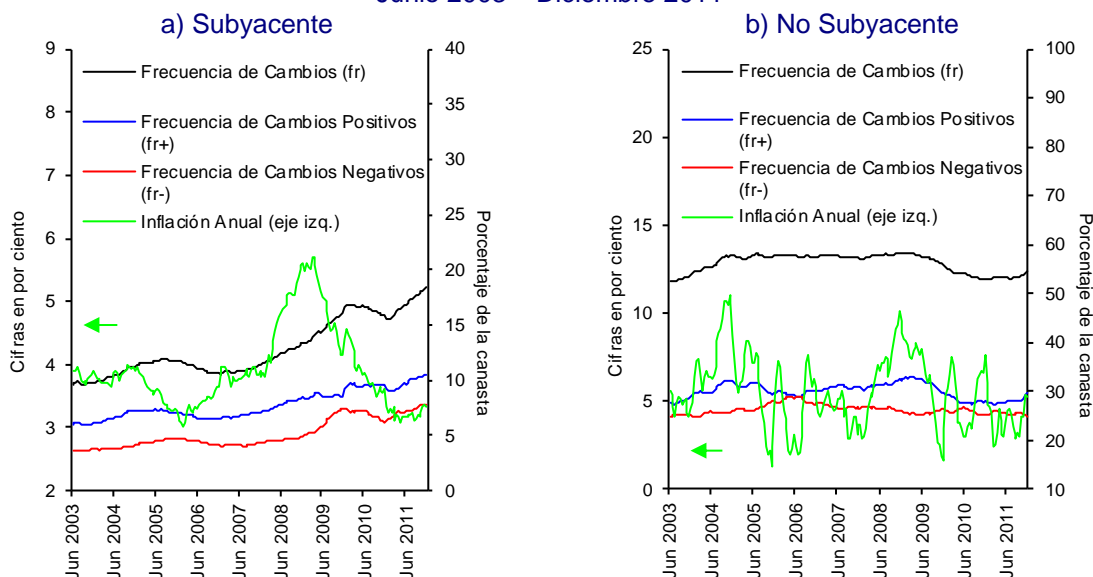 a) Subyacente
9
8
7
6
5
4
3
2
40
35
30
25
20
15
10
5
0
Frecuencia de Cambios (fr)
Frecuencia de Cambios Positivos
(fr+)
Frecuencia de Cambios Negativos
(fr-)
Inflación Anual (eje izq.)
Cifras en por ciento
Porcentaje de la canasta
Jun 2003
Jun 2004
Jun 2005
Jun 2006
Jun 2007
Jun 2008
Jun 2009
Jun 2010
Jun 2011
b) No Subyacente
25
20
15
10
5
0
100
90
80
70
60
50
40
30
20
10
Frecuencia de Cambios (fr)
Frecuencia de Cambios Positivos
(fr+)
Frecuencia de Cambios Negativos
(fr-)
Inflación Anual (eje izq.)
Cifras en por ciento
Porcentaje de la canasta
Jun 2003
Jun 2004
Jun 2005
Jun 2006
Jun 2007
Jun 2008
Jun 2009
Jun 2010
Jun 2011